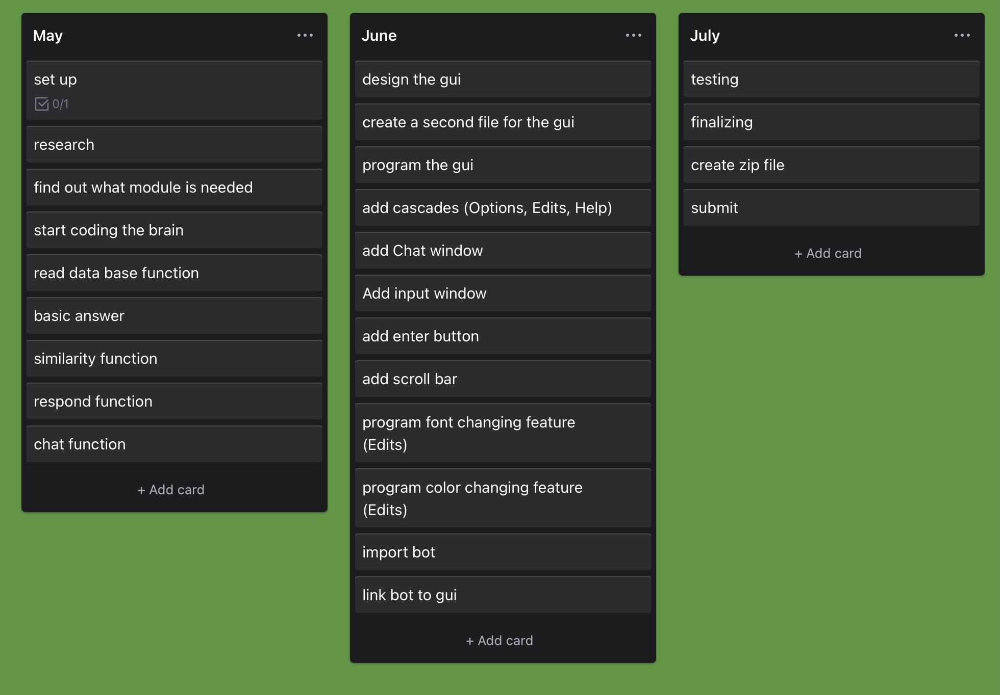 May
set up
0/1
research
find out what module is needed
start coding the brain
read data base function
basic answer
similarity function
respond function
chat function
+ Add card
June
design the gui
create a second file for the gui
program the gui
add cascades (Options, Edits, Help)
add Chat window
Add input window
add enter button
add scroll bar
program font changing feature
(Edits)
program color changing feature
(Edits)
import bot
link bot to gui
+ Add card
July
testing
finalizing
create zip file
submit
+ Add card